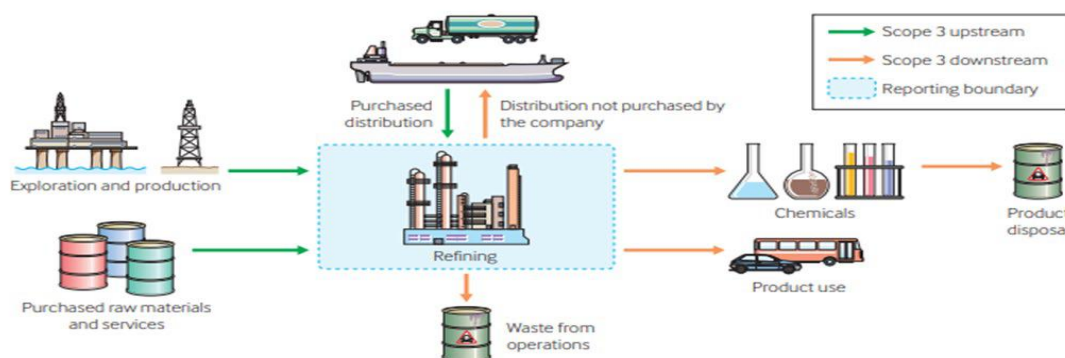 Scope 3 upstream
Scope 3 downstream
Reporting boundary
Purchased
distribution
Distribution not purchased by
the company
Exploration and production
Refining
Chemicals
Product
Purchased raw materials
and services
Product use
Waste from
operations